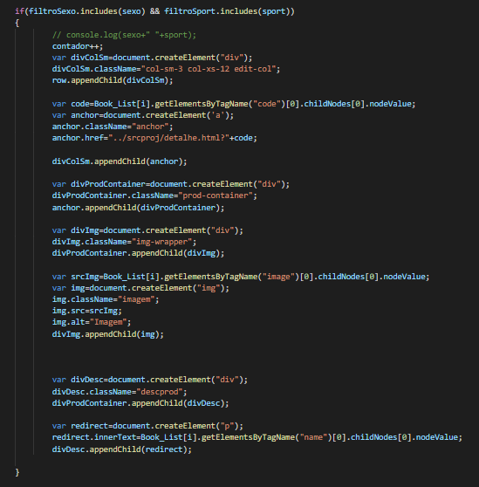 if(filtroSexo.includes(sexo) && filtroSport.includes(sport))
{
// console.log(sexo+" "+sport);
contador++;
var divColSm=document.createElement("div");
divColSm.className="col-sm-3 col-xs-12 edit-col";
row.appendChild(divColSm);
var code=Book_List[i].getElementsByTagName("code")[0].childNodes[0].nodeValue;
var anchor=document.createElement('a');
anchor.className="anchor";
anchor.href="../srcproj/detalhe.html?"+code;
divColSm.appendChild(anchor);
var divProdContainer=document.createElement("div");
divProdContainer.className="prod-container";
anchor.appendChild(divProdContainer);
var divImg=document.createElement("div");
divImg.className="img-wrapper";
divProdContainer.appendChild(divImg);
var srcImg=Book_List[i].getElementsByTagName("image")[0].childNodes[0].nodeValue;
var img=document.createElement("img");
img.className="imagem";
img.src=srcImg;
img.alt="Imagem";
divImg.appendChild(img);
var divDesc=document.createElement("div");
divDesc.className="descprod";
divProdContainer.appendChild(divDesc);
var redirect=document.createElement("p");
redirect.innerText=Book_List[i].getElementsByTagName("name")[0].childNodes[0].nodeValue;
divDesc.appendChild(redirect);
}